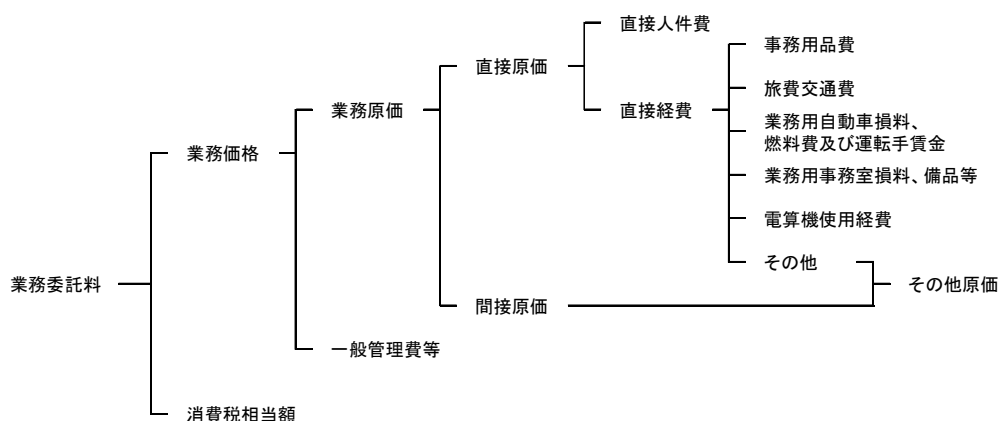 直接人件費
事務用品費
直接原価
旅費交通費
業務原価
直接経費
業務用自動車損料、
燃料費及び運転手賃金
業務価格
業務用事務室損料、備品等
電算機使用経費
その他
業務委託料
その他原価
間接原価
一般管理費等
消費税相当額